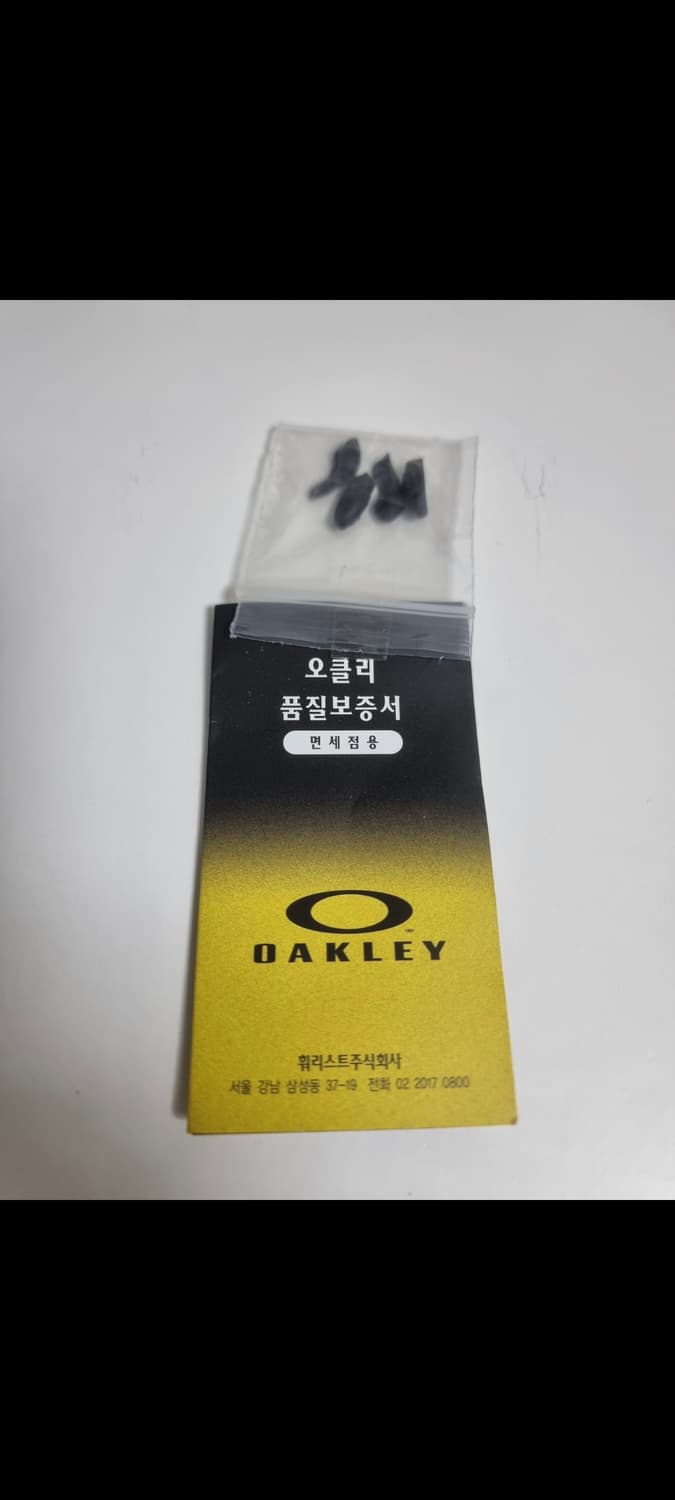 오클리
품질보증서
면세점용
OAKLEY
훠리스트주식회사
서울 강남 삼성동 37-19 전화 02 2017 0800